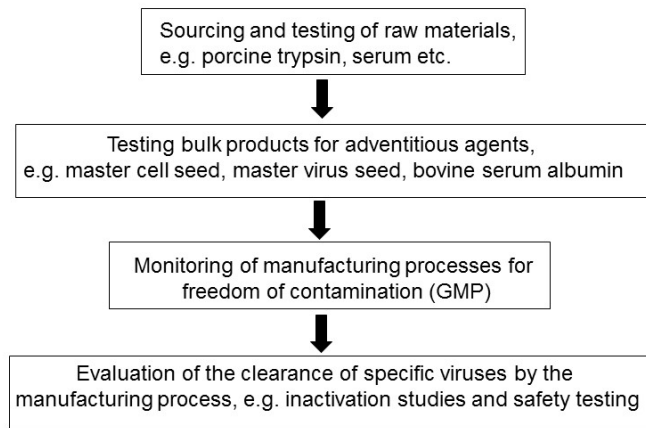 Sourcing and testing of raw materials,
e.g. porcine trypsin, serum etc.
Testing bulk products for adventitious agents,
e.g. master cell seed, master virus seed, bovine serum albumin
Monitoring of manufacturing processes for
freedom of contamination (GMP)
Evaluation of the clearance of specific viruses by the
manufacturing process, e.g. inactivation studies and safety testing